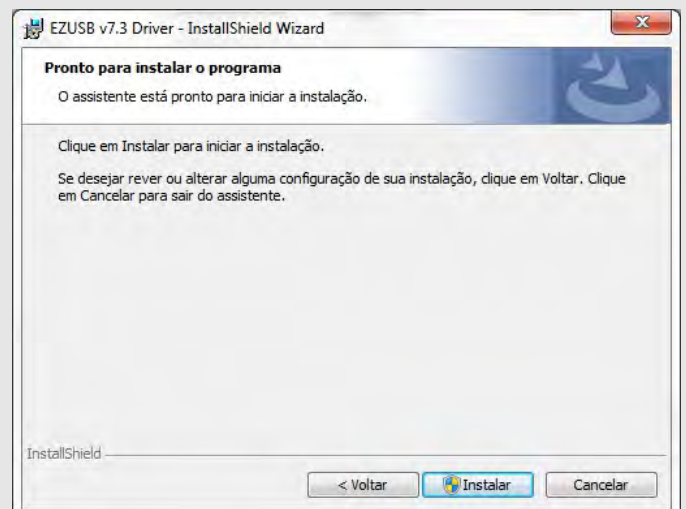 EZUSB v7.3 Driver - InstallShield Wizard
Pronto para instalar o programa
O assistente está pronto para iniciar a instalação.
Clique em Instalar para iniciar a instalação.
Se desejar rever ou alterar alguma configuração de sua instalação, clique em Voltar. Clique
em Cancelar para sair do assistente.
InstallShield
< Voltar Instalar Cancelar